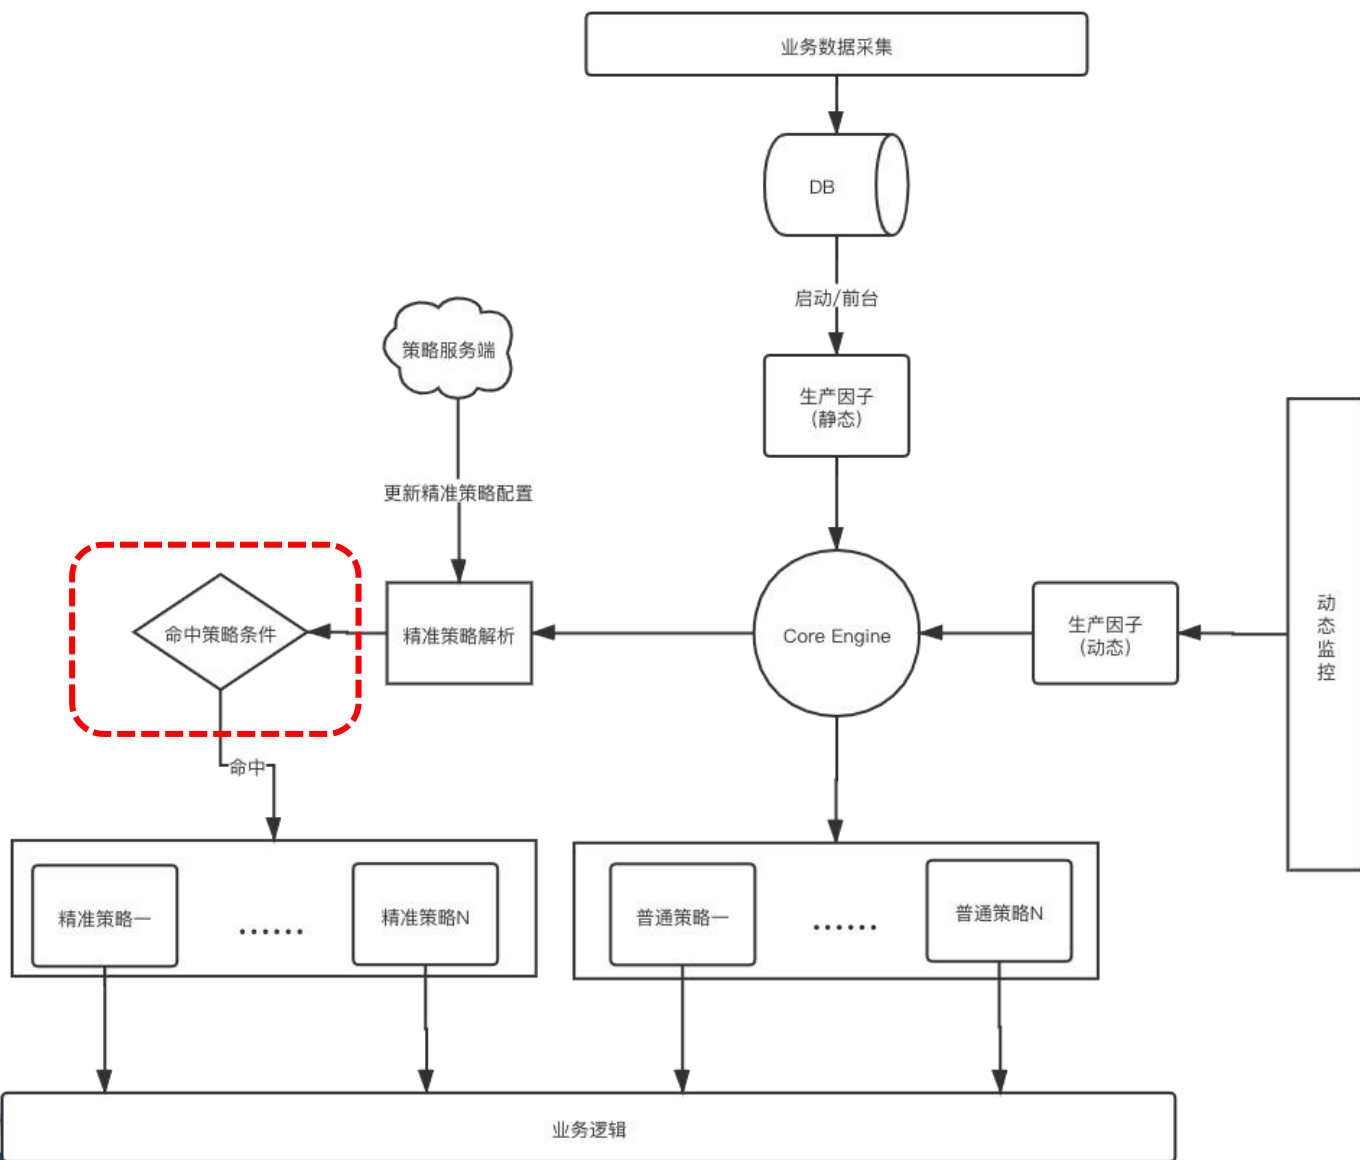 业务数据采集
DB
启动/前台
策略服务端
生产因子
(静态)
更新精准策略配置
命中策略条件
精准策略解析
Core Engine
生产因子
(动态)
动
态
监
控
命中
精准策略一
......
精准策略N
普通策略一
......
普通策略N
业务逻辑